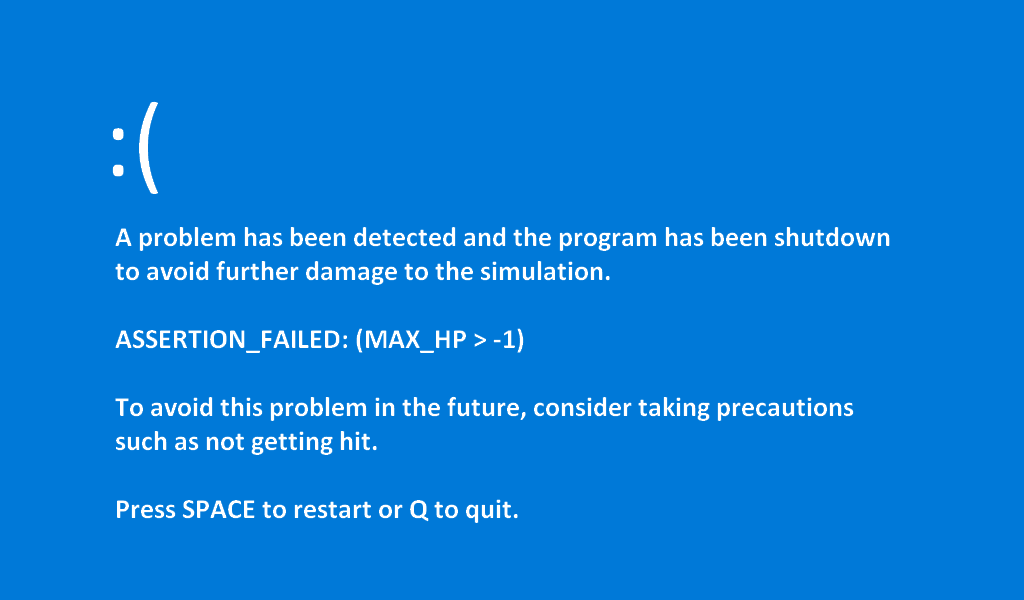 :(
A problem has been detected and the program has been shutdown
to avoid further damage to the simulation.
ASSERTION_FAILED: (MAX_HP > -1)
To avoid this problem in the future, consider taking precautions
such as not getting hit.
Press SPACE to restart or Q to quit.